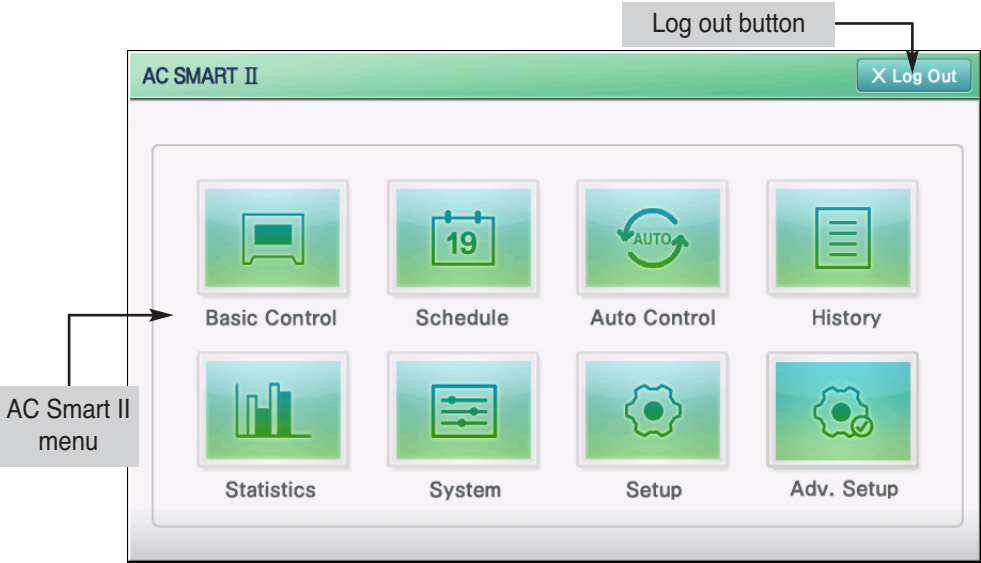 Log out button
AC SMART II
X Log Out
19
AUTO
Basic Control
Schedule
Auto Control
History
AC Smart II
menu
Statistics
System
Setup
Adv. Setup